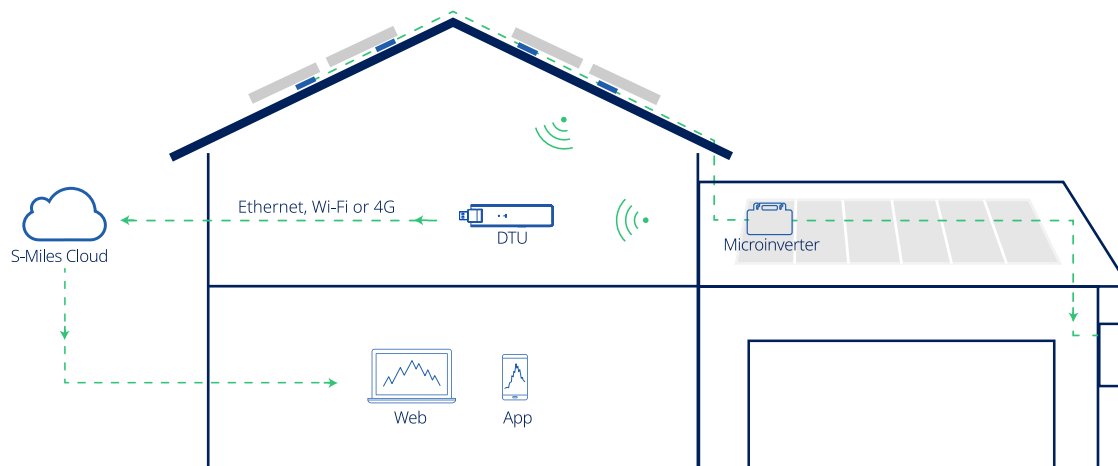 Ethernet, Wi-Fi or 4G
DTU
Microinverter
S-Miles Cloud
Web
App